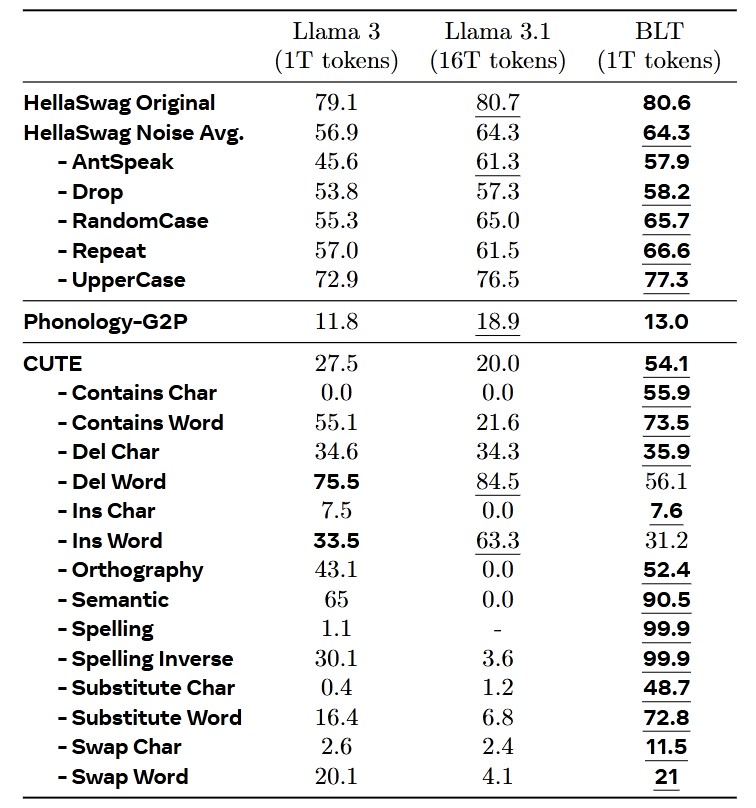 Llama 3 Llama 3.1 BLT
(1T tokens) (16T tokens) (1T tokens)
HellaSwag Original 79.1 80.7 80.6
HellaSwag Noise Avg. 56.9 64.3 64.3
- AntSpeak 45.6 61.3 57.9
- Drop 53.8 57.3 58.2
- RandomCase 55.3 65.0 65.7
- Repeat 57.0 61.5 66.6
- UpperCase 72.9 76.5 77.3
Phonology-G2P 11.8 18.9 13.0
CUTE 27.5 20.0 54.1
- Contains Char 0.0 0.0 55.9
- Contains Word 55.1 21.6 73.5
- Del Char 34.6 34.3 35.9
- Del Word 75.5 84.5 56.1
- Ins Char 7.5 0.0 7.6
- Ins Word 33.5 63.3 31.2
- Orthography 43.1 0.0 52.4
- Semantic 65 0.0 90.5
- Spelling 1.1 - 99.9
- Spelling Inverse 30.1 3.6 99.9
- Substitute Char 0.4 1.2 48.7
- Substitute Word 16.4 6.8 72.8
- Swap Char 2.6 2.4 11.5
- Swap Word 20.1 4.1 21